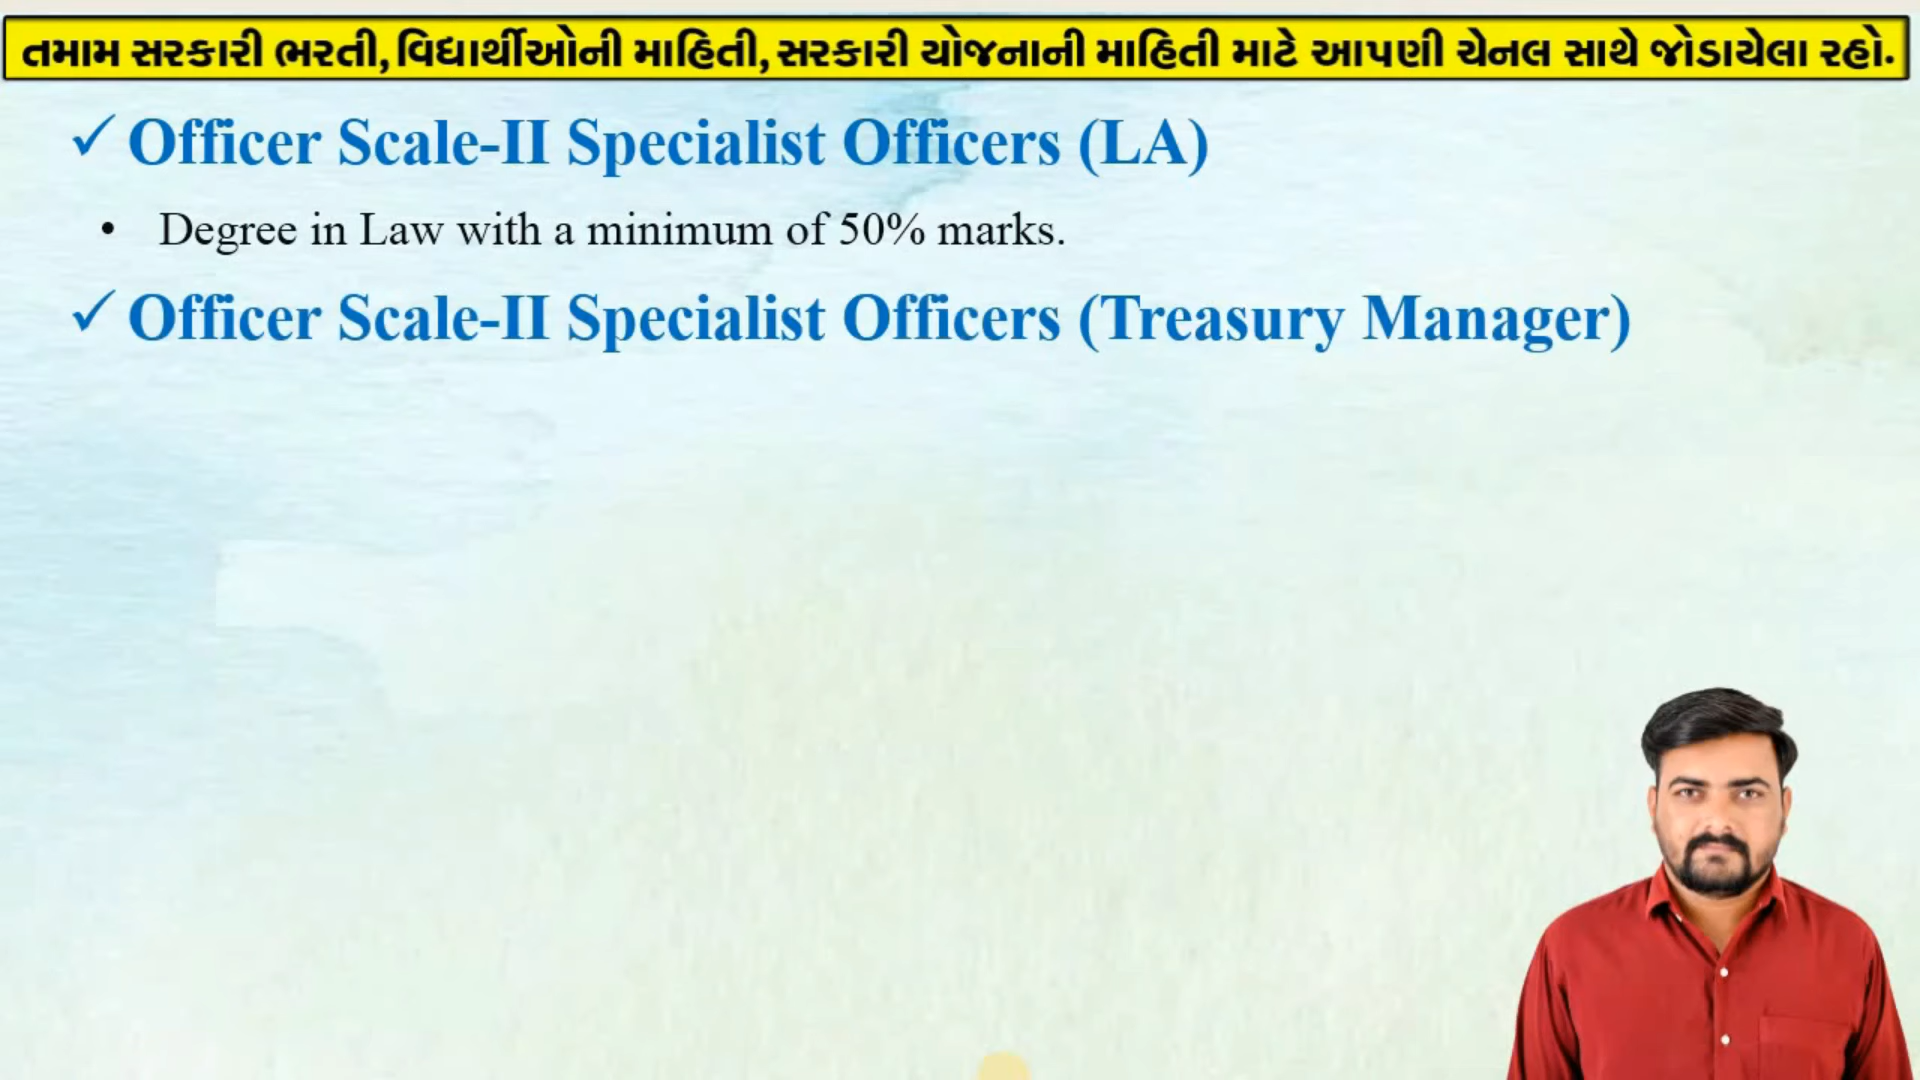 તમામ સરકારી ભરતી, વિદ્યાર્થીઓની માહિતી, સરકારી યોજનાની માહિતી માટે આપણી ચેનલ સાથે જોડાયેલા રહો.
✓ Officer Scale-II Specialist Officers (LA)
• Degree in Law with a minimum of 50% marks.
✓ Officer Scale-II Specialist Officers (Treasury Manager)